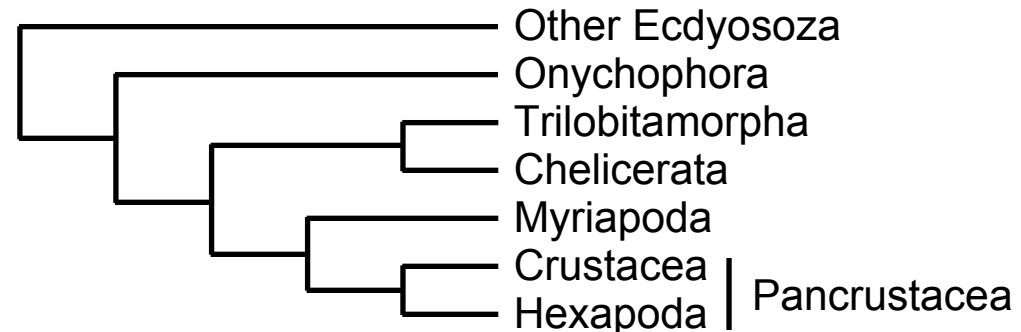 Other Ecdyosoza
Onychophora
Trilobitamorpha
Chelicerata
Myriapoda
Crustacea
Hexapoda
Pancrustacea